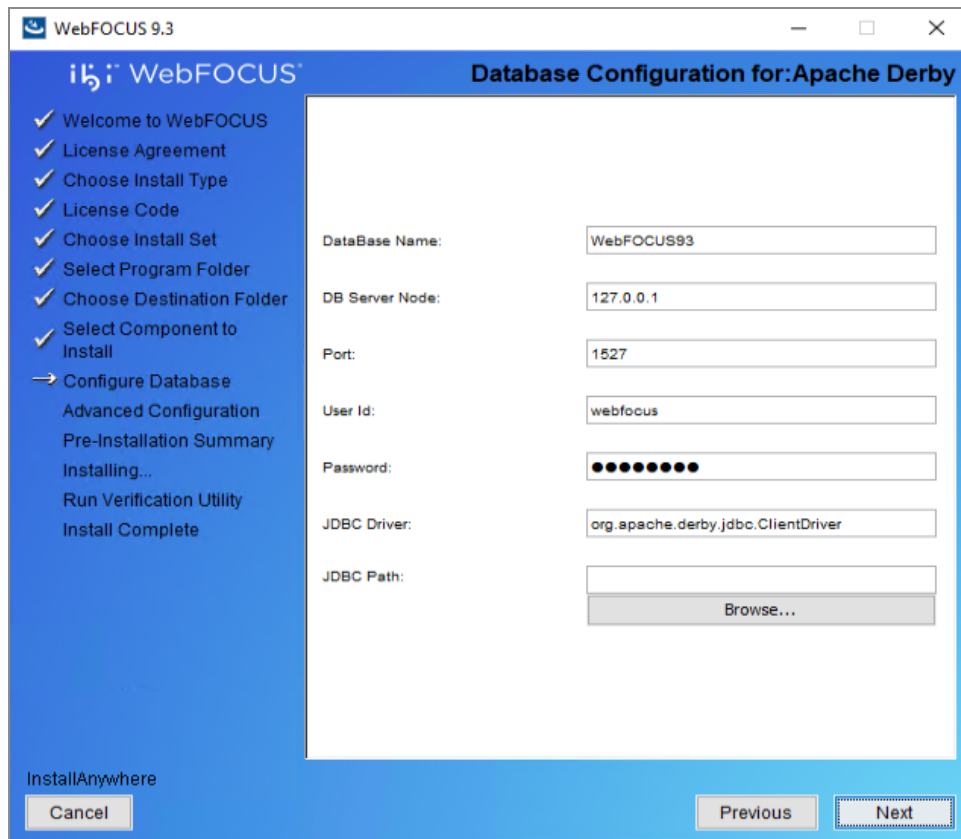 WebFOCUS 9.3
ibi WebFOCUS
Database Configuration for:Apache Derby
Welcome to WebFOCUS
License Agreement
Choose Install Type
License Code
Choose Install Set
Select Program Folder
Choose Destination Folder
Select Component to
Install
Configure Database
Advanced Configuration
Pre-Installation Summary
Installing...
Run Verification Utility
Install Complete
DataBase Name: WebFOCUS93
DB Server Node: 127.0.0.1
Port: 1527
User Id: webfocus
Password: ●●●●●●●●
JDBC Driver: org.apache.derby.jdbc.ClientDriver
JDBC Path:
Browse...
InstallAnywhere
Cancel Previous Next